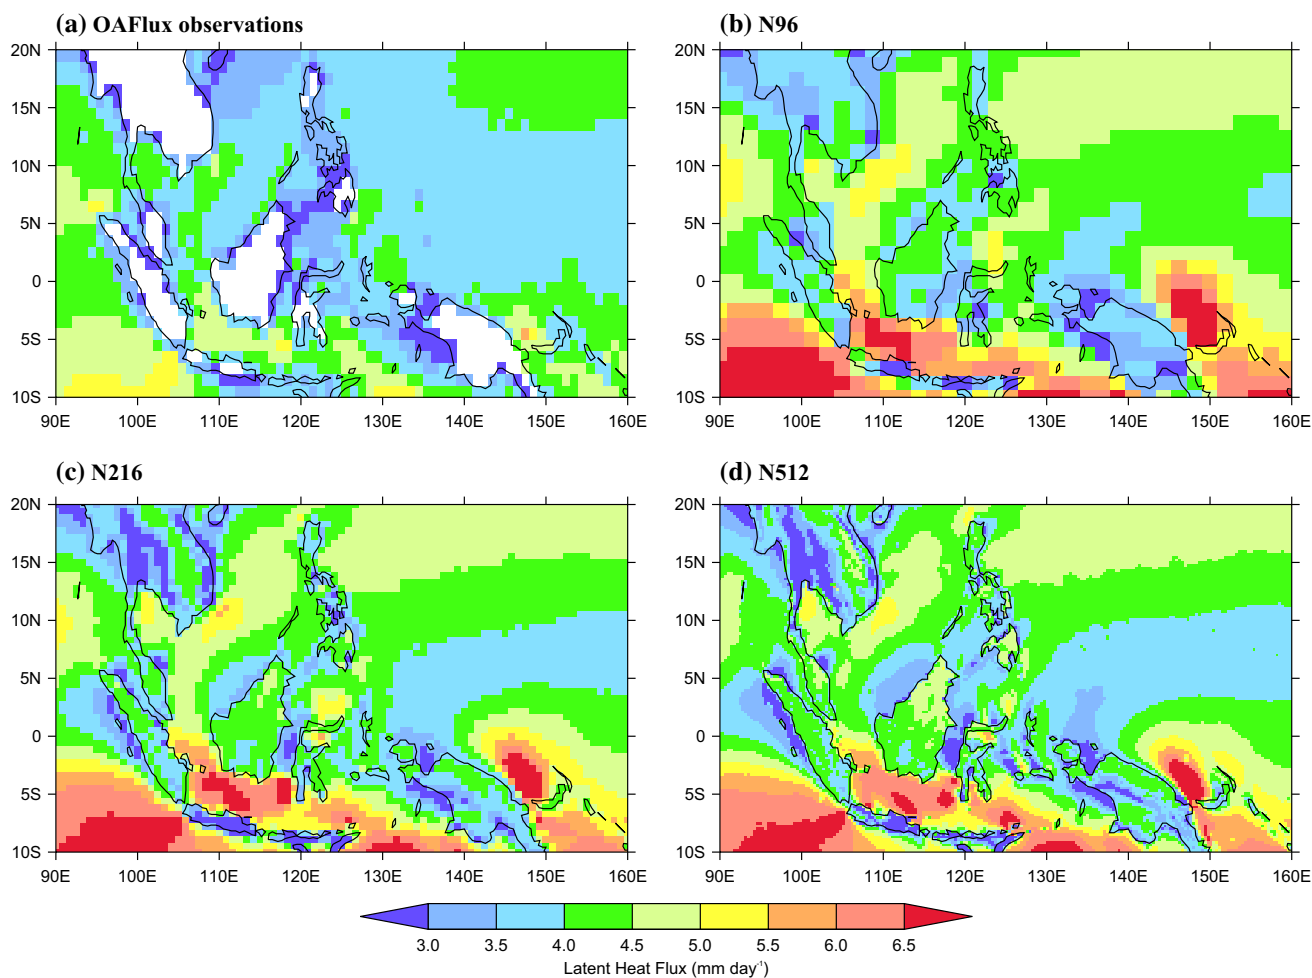 (a) OAFlux observations
(b) N96
20N
15N
10N
5N
0
5S
10S
90E 100E 110E 120E 130E 140E 150E 160E
20N
15N
10N
5N
0
5S
10S
90E 100E 110E 120E 130E 140E 150E 160E
(c) N216
(d) N512
20N
15N
10N
5N
0
5S
10S
90E 100E 110E 120E 130E 140E 150E 160E
20N
15N
10N
5N
0
5S
10S
90E 100E 110E 120E 130E 140E 150E 160E
3.0 3.5 4.0 4.5 5.0 5.5 6.0 6.5
Latent Heat Flux (mm day⁻¹)